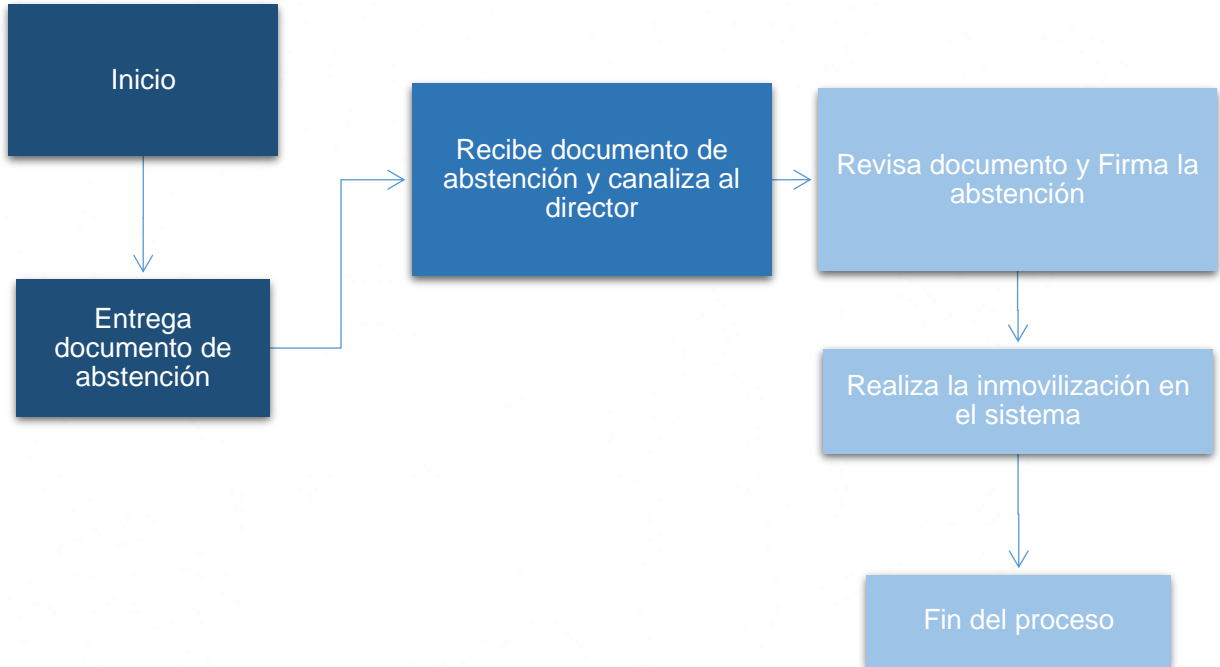 Inicio
Entrega
documento de
abstención
Recibe documento de
abstención y canaliza al
director
Revisa documento y Firma la
abstención
Realiza la inmovilización en
el sistema
Fin del proceso